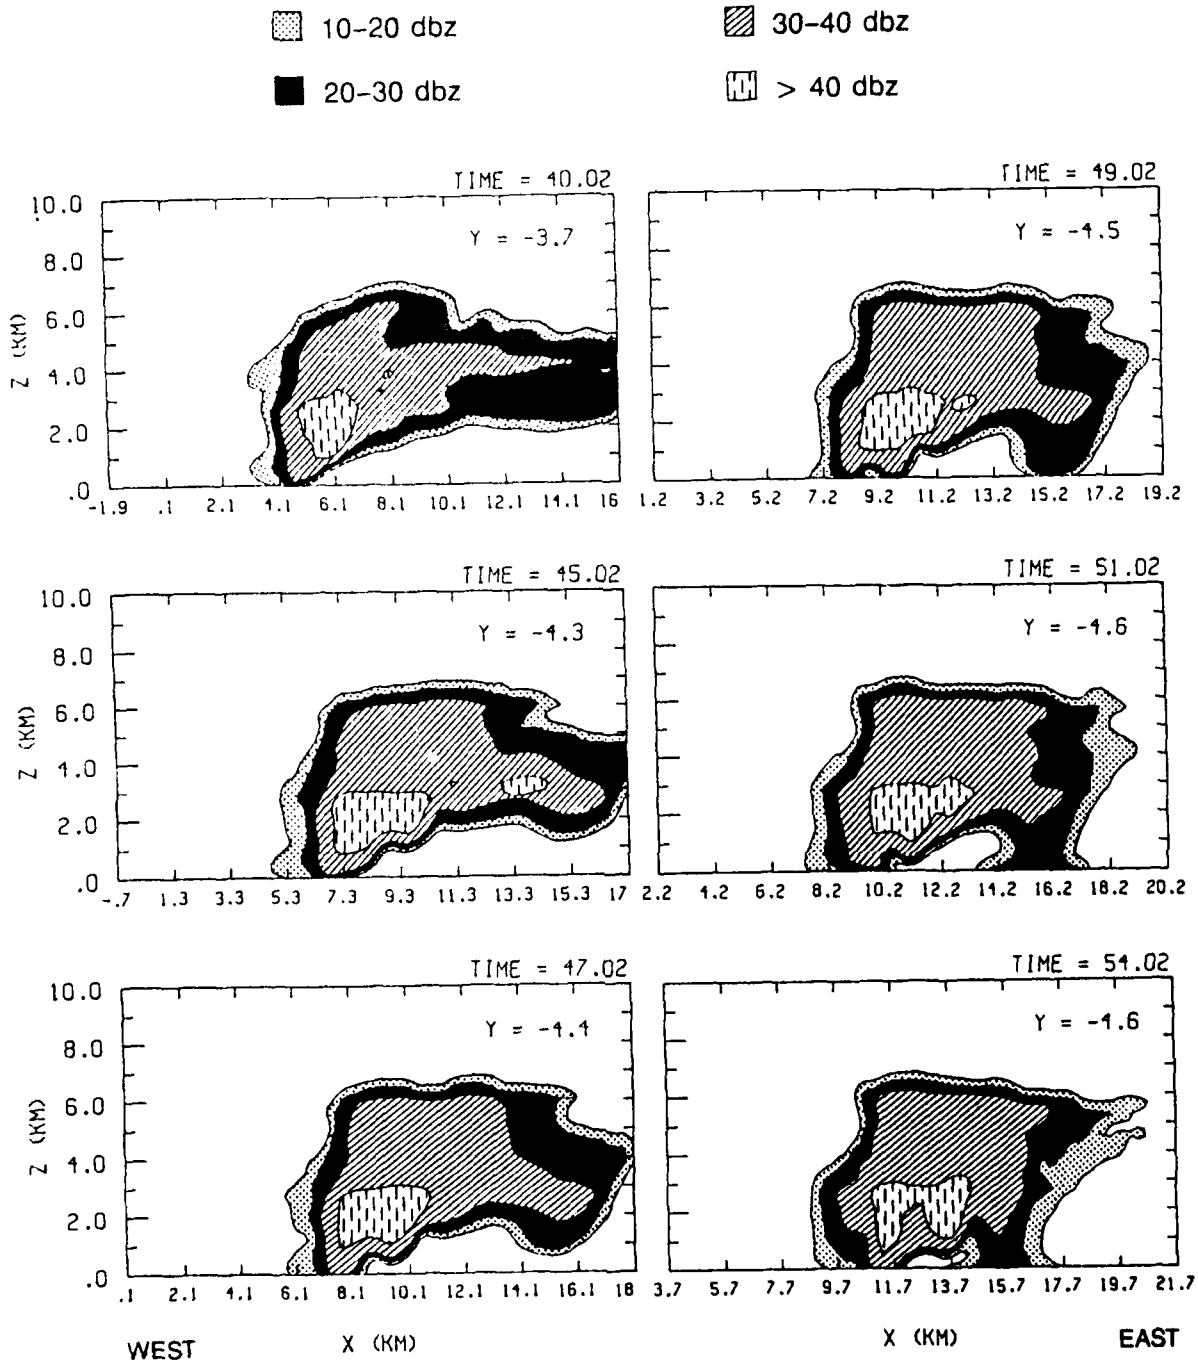 10-20 dbz
30-40 dbz
20-30 dbz
> 40 dbz
TIME = 40.02
Y = -3.7
10.0
8.0
6.0
4.0
2.0
.0
Z (KM)
-1.9 .1 2.1 4.1 6.1 8.1 10.1 12.1 14.1 16
TIME = 49.02
Y = -4.5
1.2 3.2 5.2 7.2 9.2 11.2 13.2 15.2 17.2 19.2
TIME = 45.02
Y = -4.3
10.0
8.0
6.0
4.0
2.0
.0
Z (KM)
-.7 1.3 3.3 5.3 7.3 9.3 11.3 13.3 15.3 17
TIME = 51.02
Y = -4.6
2.2 4.2 6.2 8.2 10.2 12.2 14.2 16.2 18.2 20.2
TIME = 47.02
Y = -4.4
10.0
8.0
6.0
4.0
2.0
.0
Z (KM)
.1 2.1 4.1 6.1 8.1 10.1 12.1 14.1 16.1 18
TIME = 54.02
Y = -4.6
3.7 5.7 7.7 9.7 11.7 13.7 15.7 17.7 19.7 21.7
WEST
X (KM)
X (KM)
EAST